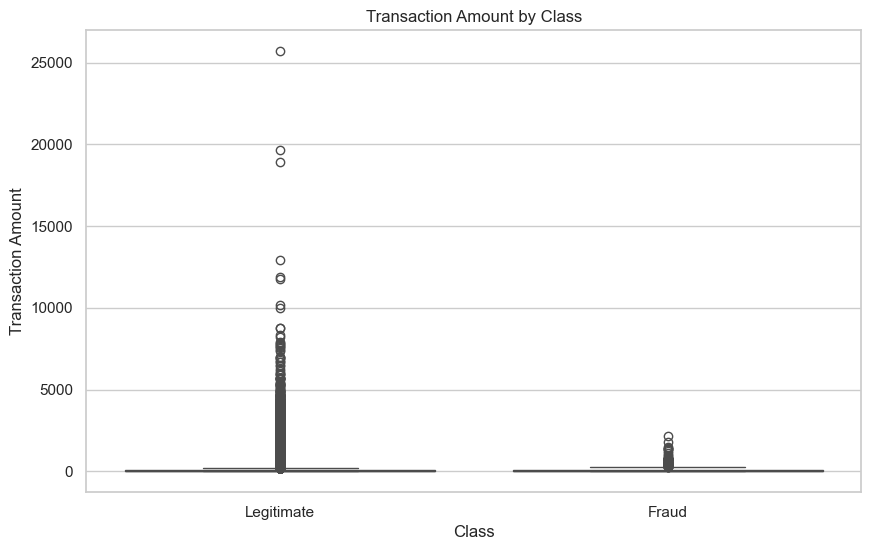 Transaction Amount by Class
25000
20000
15000
10000
5000
0
Transaction Amount
Legitimate
Fraud
Class